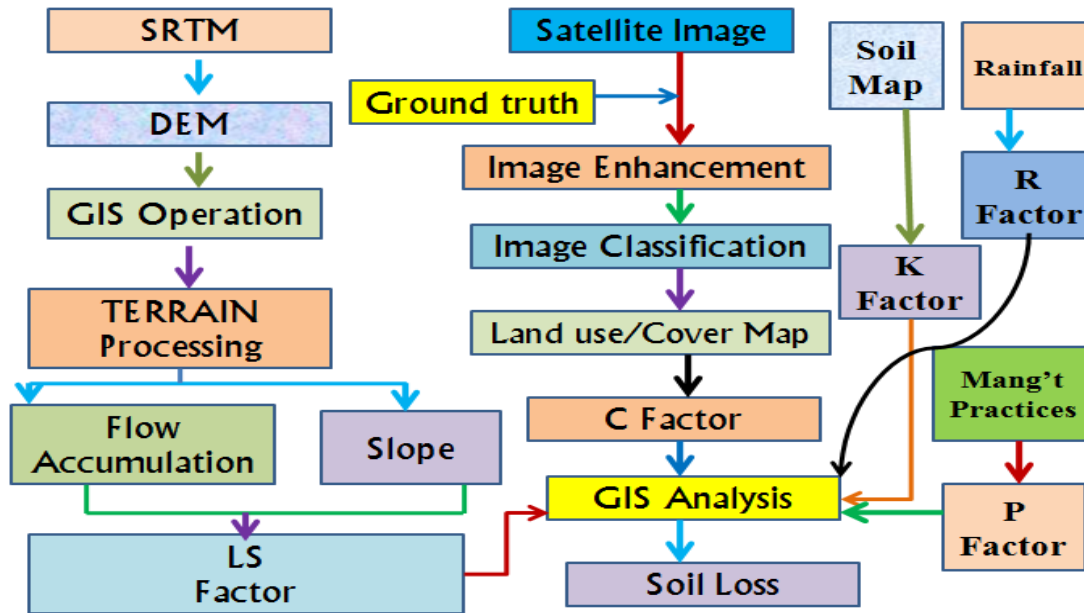 SRTM
DEM
GIS Operation
TERRAIN
Processing
Flow
Accumulation
Slope
LS
Factor
Satellite Image
Ground truth
Image Enhancement
Image Classification
Land use/Cover Map
C Factor
GIS Analysis
Soil Loss
Soil
Map
K
Factor
Rainfall
R
Factor
Mang't
Practices
P
Factor